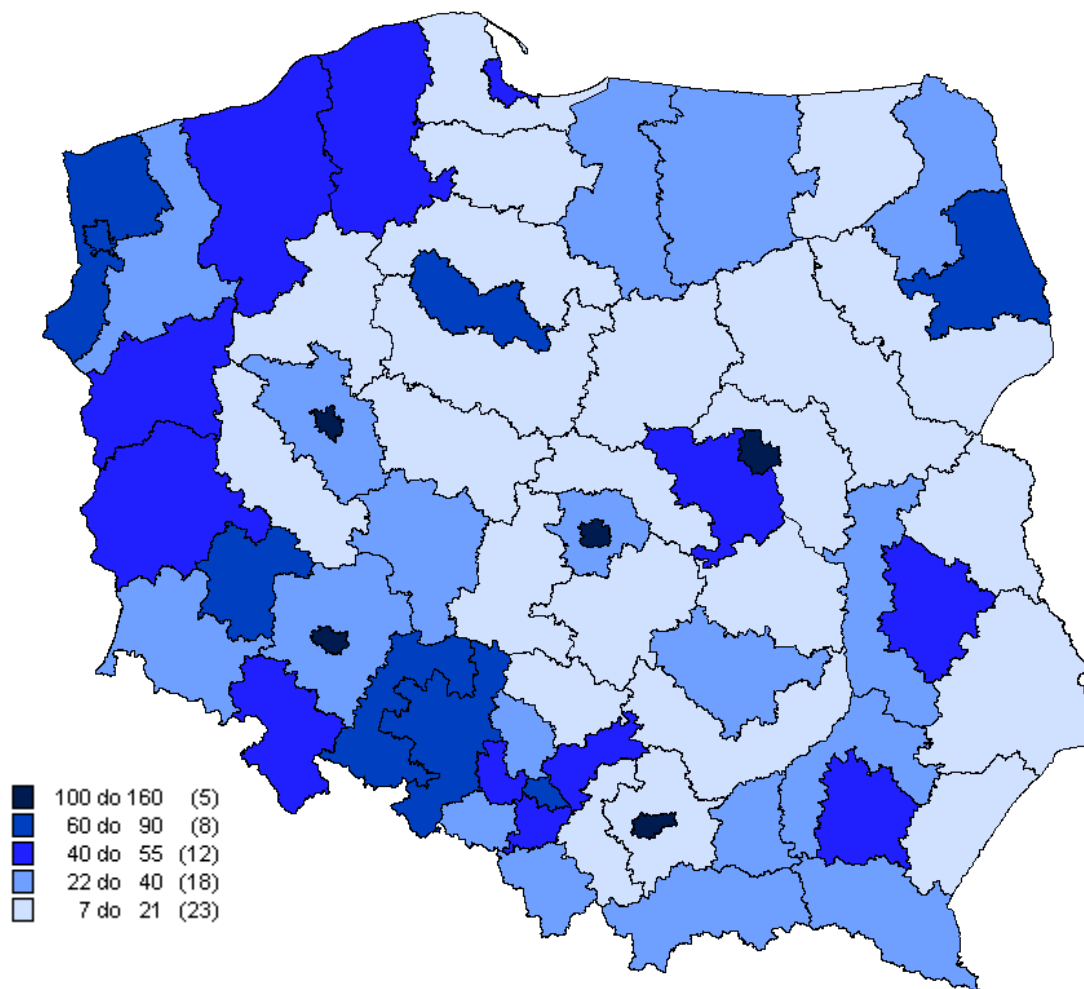 100 do 160 (5)
60 do 90 (8)
40 do 55 (12)
22 do 40 (18)
7 do 21 (23)